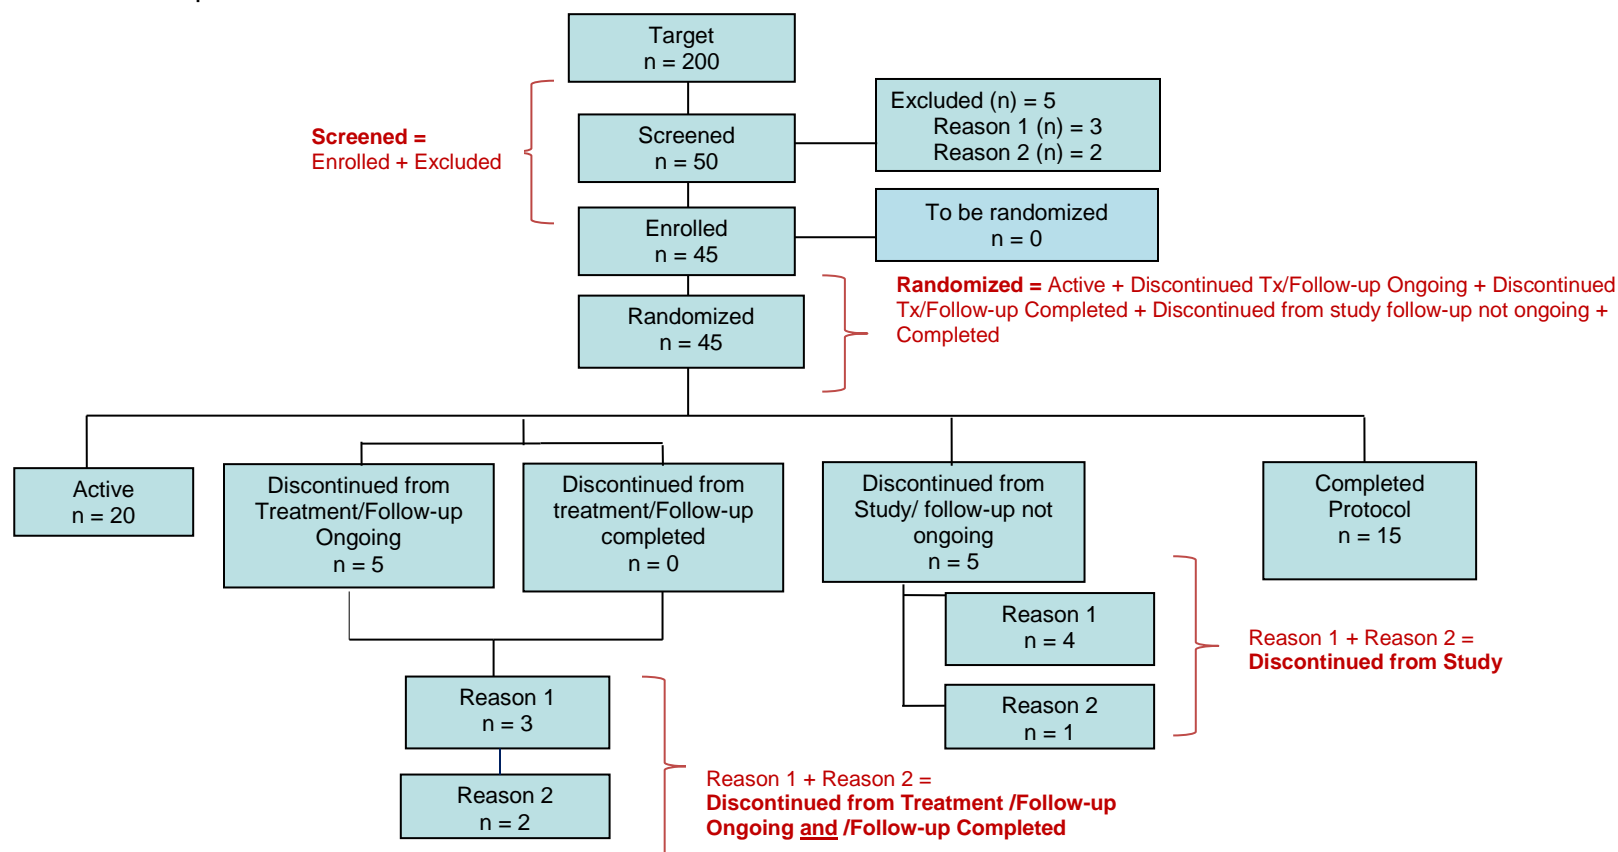 Target
n = 200
Excluded (n) = 5
Reason 1 (n) = 3
Reason 2 (n) = 2
Screened =
Enrolled + Excluded
Screened
n = 50
To be randomized
n = 0
Enrolled
n = 45
Randomized = Active + Discontinued Tx/Follow-up Ongoing + Discontinued
Tx/Follow-up Completed + Discontinued from study follow-up not ongoing +
Completed
Randomized
n = 45
Active
n = 20
Discontinued from
Treatment/Follow-up
Ongoing
n = 5
Discontinued from
treatment/Follow-up
completed
n = 0
Discontinued from
Study/ follow-up not
ongoing
n = 5
Completed
Protocol
n = 15
Reason 1
n = 4
Reason 2
n = 1
Reason 1 + Reason 2 =
Discontinued from Study
Reason 1
n = 3
Reason 2
n = 2
Reason 1 + Reason 2 =
Discontinued from Treatment /Follow-up
Ongoing and /Follow-up Completed